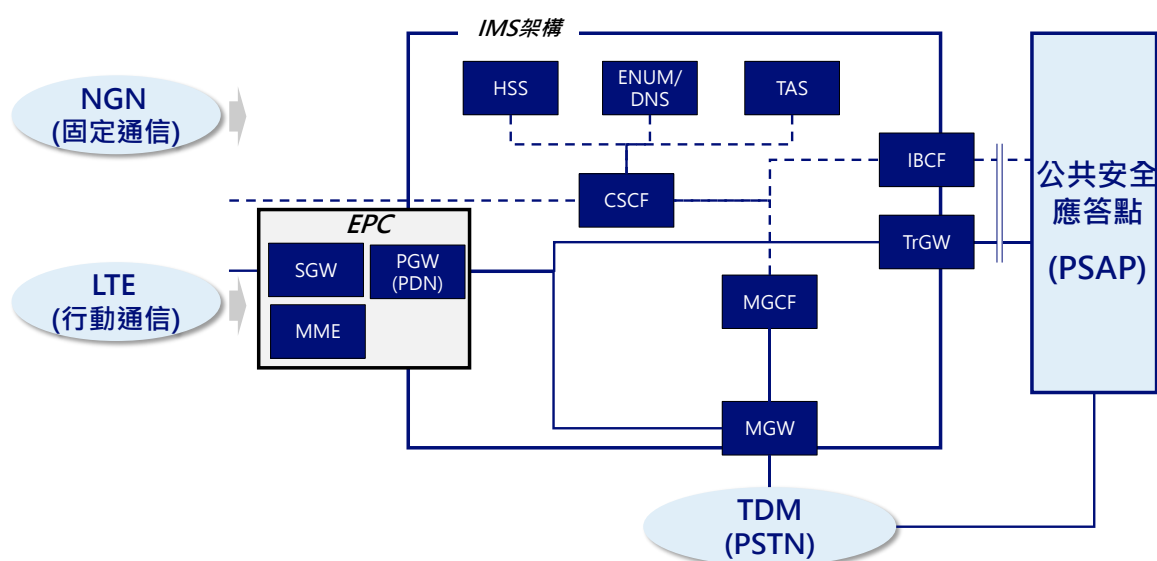 IMS架構
HSS
ENUM/
DNS
TAS
NGN
(固定通信)
IBCF
CSCF
公共安全
應答點
(PSAP)
EPC
TrGW
SGW
PGW
(PDN)
LTE
(行動通信)
MME
MGCF
MGW
TDM
(PSTN)